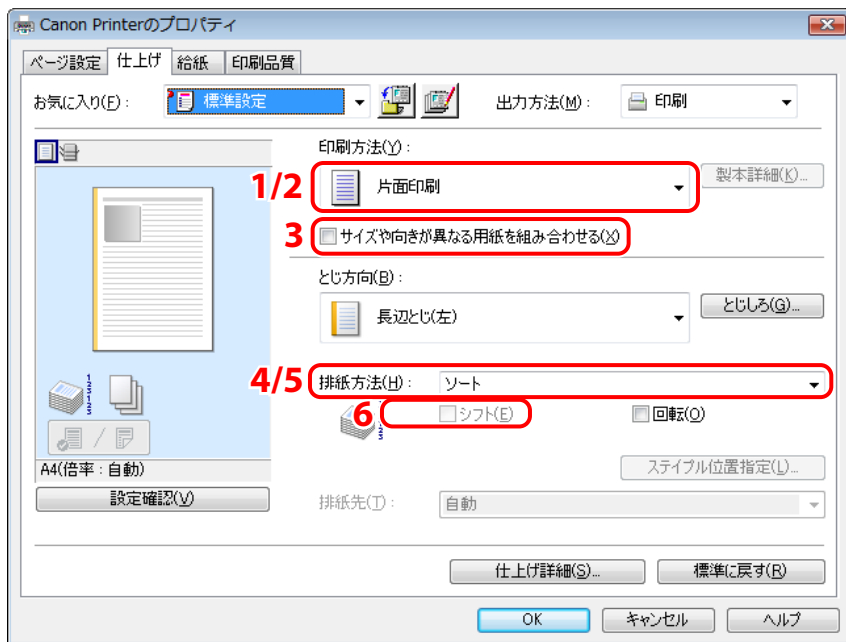 Canon Printerのプロパティ
ページ設定 仕上げ 給紙 印刷品質
お気に入り(F): 標準設定 出力方法(M): 印刷
印刷方法(Y):
1/2 片面印刷 製本詳細(K)...
3 サイズや向きが異なる用紙を組み合わせる(X)
とじ方向(B):
長辺とじ(左) とじしろ(G)...
4/5 排紙方法(H): ソート
6 シフト(E) 回転(O)
A4(倍率:自動) ステイプル位置指定(L)...
設定確認(V) 排紙先(T): 自動
仕上げ詳細(S)... 標準に戻す(R)
OK キャンセル ヘルプ